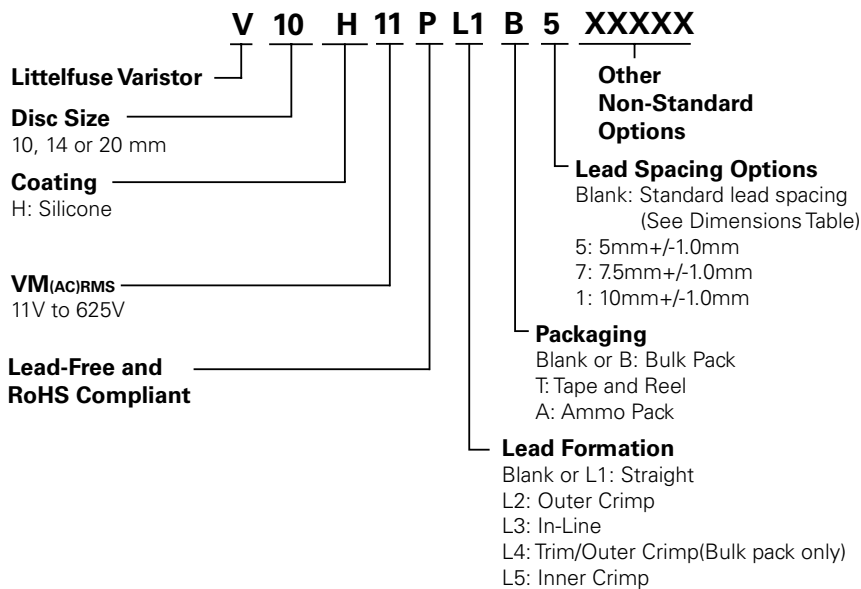 V 10 H 11 P L1 B 5 XXXXX
Littelfuse Varistor
Disc Size
10, 14 or 20 mm
Coating
H: Silicone
VM(AC)RMS
11V to 625V
Lead-Free and
RoHS Compliant
Other
Non-Standard
Options
Lead Spacing Options
Blank: Standard lead spacing
(See Dimensions Table)
5: 5mm+/-1.0mm
7: 7.5mm+/-1.0mm
1: 10mm+/-1.0mm
Packaging
Blank or B: Bulk Pack
T: Tape and Reel
A: Ammo Pack
Lead Formation
Blank or L1: Straight
L2: Outer Crimp
L3: In-Line
L4: Trim/Outer Crimp(Bulk pack only)
L5: Inner Crimp